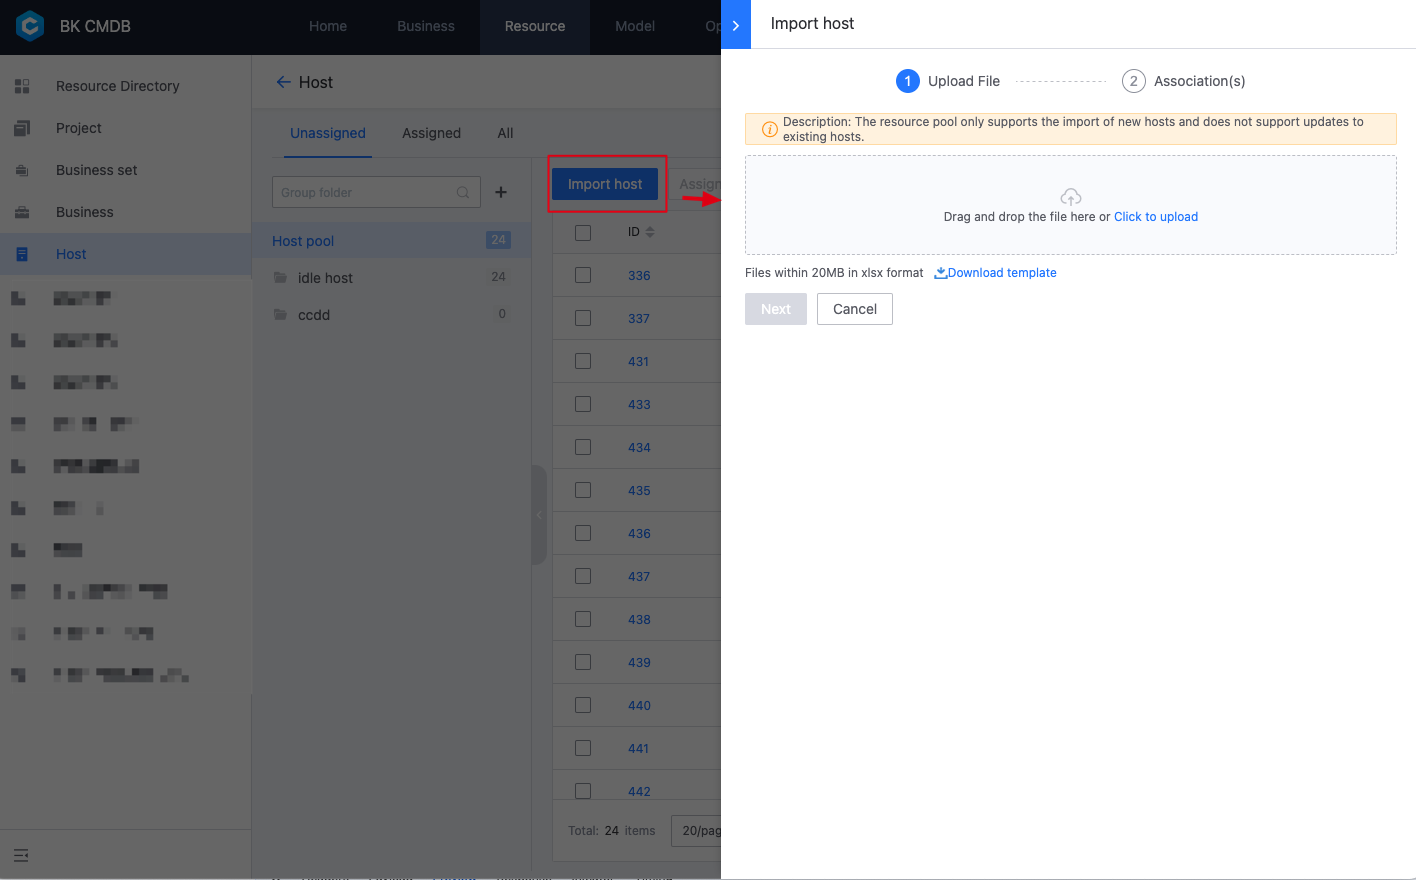 BK CMDB
Home
Business
Resource
Model
Import host
Resource Directory
Project
Business set
Business
Host
Host
Unassigned
Assigned
All
Group folder
Host pool
24
idle host
24
ccdd
0
Import host
ID
336
337
431
433
434
435
436
437
438
439
440
441
442
Total: 24 items
20/pag
1 Upload File
2 Association(s)
Description: The resource pool only supports the import of new hosts and does not support updates to
existing hosts.
Drag and drop the file here or Click to upload
Files within 20MB in xlsx format Download template
Next
Cancel